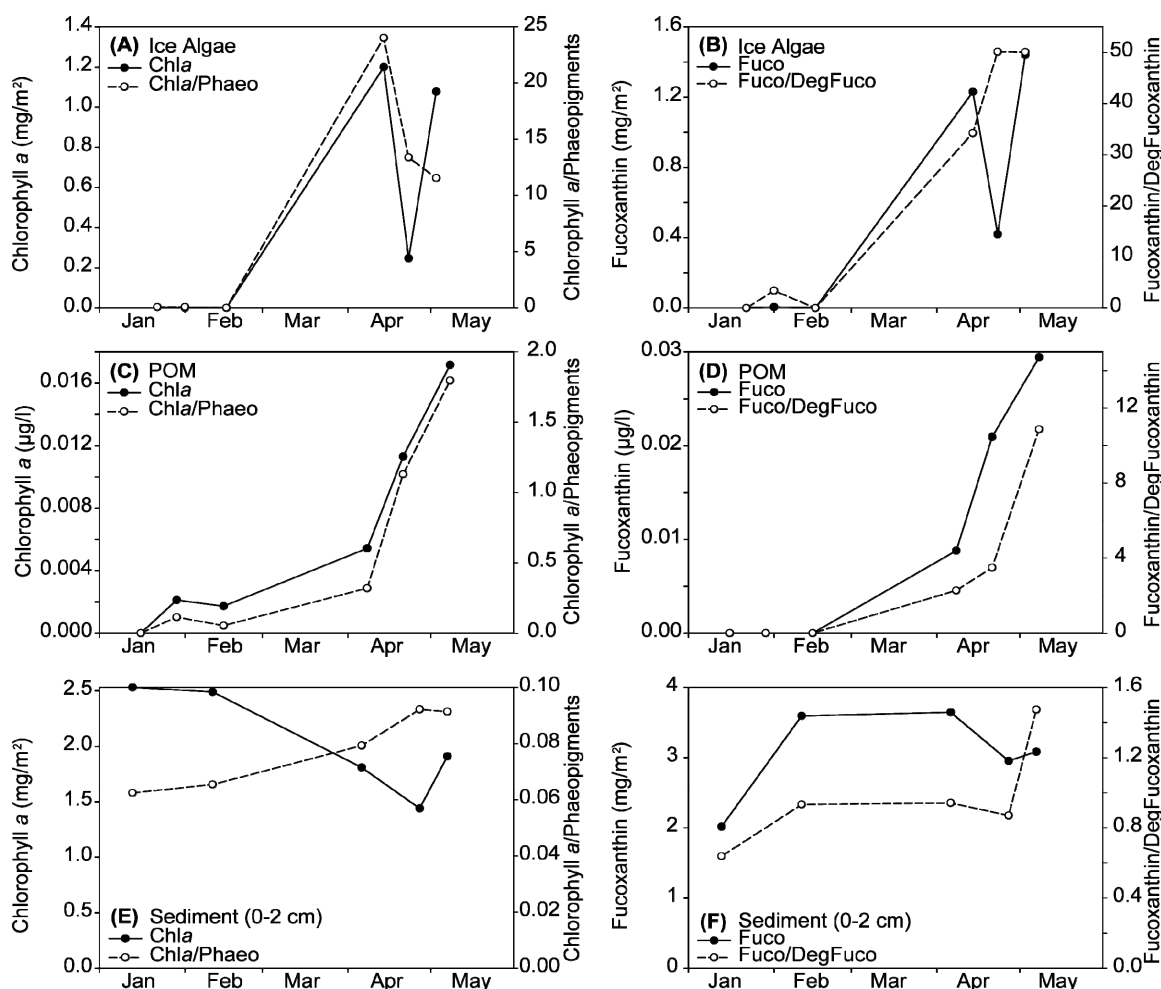 (A) Ice Algae
Chla
Chla/Phaeo
Chlorophyll a (mg/m²)
1.4
1.2
1.0
0.8
0.6
0.4
0.2
0.0
25
20
15
10
5
0
Chlorophyll a/Phaeopigments
Jan Feb Mar Apr May
(B) Ice Algae
Fuco
Fuco/DegFuco
Fucoxanthin (mg/m²)
1.6
1.2
0.8
0.4
0.0
50
40
30
20
10
0
Fucoxanthin/DegFucoxanthin
Jan Feb Mar Apr May
(C) POM
Chla
Chla/Phaeo
Chlorophyll a (µg/l)
0.016
0.012
0.008
0.004
0.000
2.0
1.5
1.0
0.5
0.0
Chlorophyll a/Phaeopigments
Jan Feb Mar Apr May
(D) POM
Fuco
Fuco/DegFuco
Fucoxanthin (µg/l)
0.03
0.02
0.01
0.00
12
8
4
0
Fucoxanthin/DegFucoxanthin
Jan Feb Mar Apr May
Chlorophyll a (mg/m²)
2.5
2.0
1.5
1.0
0.5
0.0
(E) Sediment (0-2 cm)
Chla
Chla/Phaeo
0.10
0.08
0.06
0.04
0.02
0.00
Chlorophyll a/Phaeopigments
Jan Feb Mar Apr May
Fucoxanthin (mg/m²)
4
3
2
1
0
(F) Sediment (0-2 cm)
Fuco
Fuco/DegFuco
1.6
1.2
0.8
0.4
0.0
Fucoxanthin/DegFucoxanthin
Jan Feb Mar Apr May